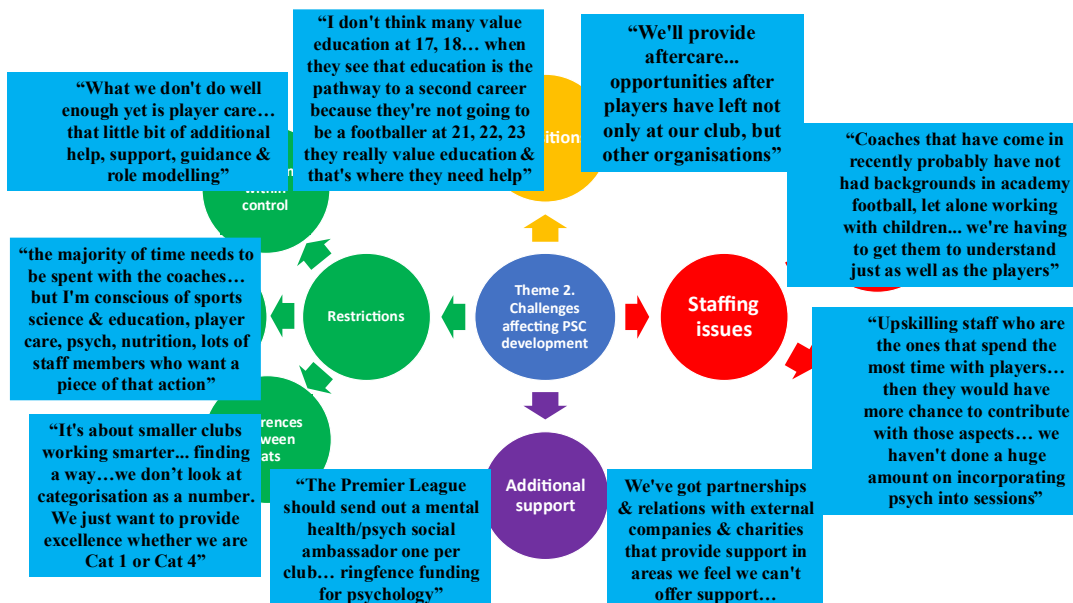 “I don't think many value
education at 17, 18… when
they see that education is the
pathway to a second career
because they're not going to
be a footballer at 21, 22, 23
they really value education &
that's where they need help”
“We'll provide
aftercare...
opportunities after
players have left not
only at our club, but
other organisations”
“What we don't do well
enough yet is player care…
that little bit of additional
help, support, guidance &
role modelling”
within
control
“Coaches that have come in
recently probably have not
had backgrounds in academy
football, let alone working
with children... we're having
to get them to understand
just as well as the players”
“the majority of time needs to
be spent with the coaches…
but I'm conscious of sports
science & education, player
care, psych, nutrition, lots of
staff members who want a
piece of that action”
Restrictions
Theme 2.
Challenges
affecting PSC
development
Staffing
issues
“Upskilling staff who are
the ones that spend the
most time with players…
then they would have
more chance to contribute
with those aspects… we
haven't done a huge
amount on incorporating
psych into sessions”
“It's about smaller clubs
working smarter... finding
a way…we don’t look at
categorisation as a number.
We just want to provide
excellence whether we are
Cat 1 or Cat 4”
“The Premier League
should send out a mental
health/psych social
ambassador one per
club… ringfence funding
for psychology”
Additional
support
We've got partnerships
& relations with external
companies & charities
that provide support in
areas we feel we can't
offer support…